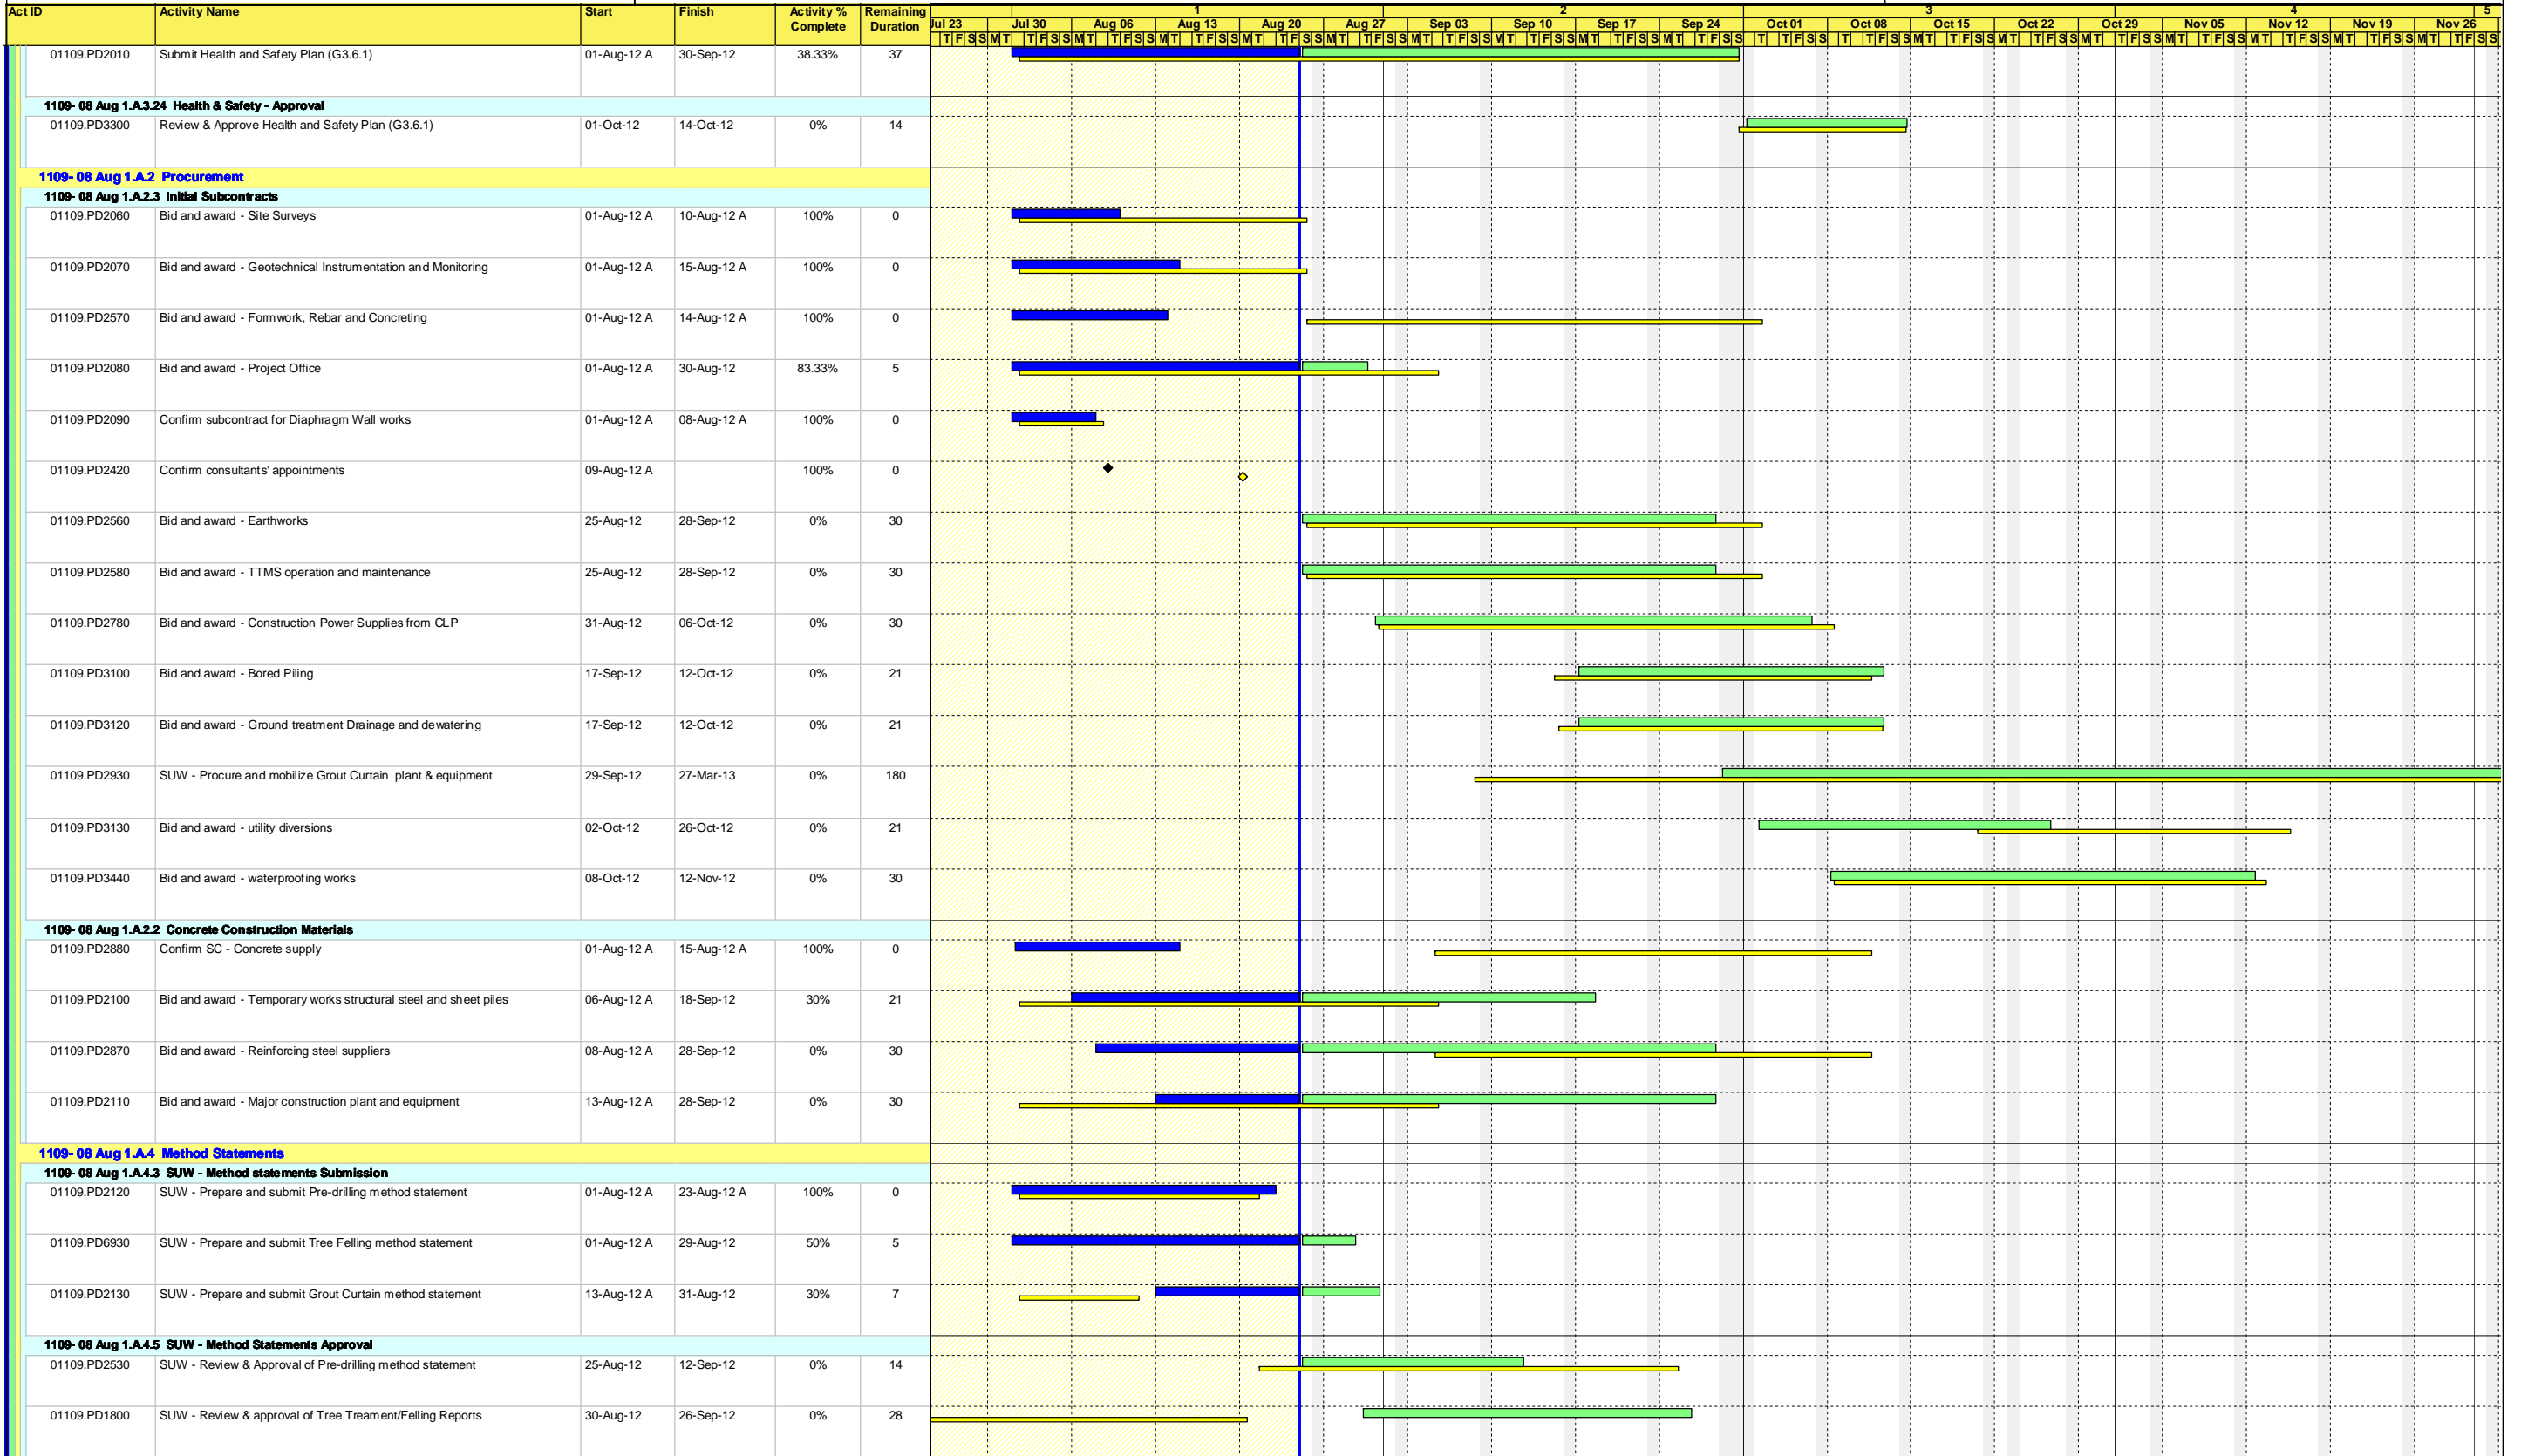 1 2 3 4 5
Act ID Activity Name Start Finish Activity % Complete Remaining Duration
Jul 23 Jul 30 Aug 06 Aug 13 Aug 20 Aug 27 Sep 03 Sep 10 Sep 17 Sep 24 Oct 01 Oct 08 Oct 15 Oct 22 Oct 29 Nov 05 Nov 12 Nov 19 Nov 26
01109.PD2010 Submit Health and Safety Plan (G3.6.1) 01-Aug-12 A 30-Sep-12 38.33% 37
1109- 08 Aug 1.A.3.24 Health & Safety - Approval
01109.PD3300 Review & Approve Health and Safety Plan (G3.6.1) 01-Oct-12 14-Oct-12 0% 14
1109- 08 Aug 1.A.2 Procurement
1109- 08 Aug 1.A.2.3 Initial Subcontracts
01109.PD2060 Bid and award - Site Surveys 01-Aug-12 A 10-Aug-12 A 100% 0
01109.PD2070 Bid and award - Geotechnical Instrumentation and Monitoring 01-Aug-12 A 15-Aug-12 A 100% 0
01109.PD2570 Bid and award - Formwork, Rebar and Concreting 01-Aug-12 A 14-Aug-12 A 100% 0
01109.PD2080 Bid and award - Project Office 01-Aug-12 A 30-Aug-12 83.33% 5
01109.PD2090 Confirm subcontract for Diaphragm Wall works 01-Aug-12 A 08-Aug-12 A 100% 0
01109.PD2420 Confirm consultants' appointments 09-Aug-12 A 100% 0
01109.PD2560 Bid and award - Earthworks 25-Aug-12 28-Sep-12 0% 30
01109.PD2580 Bid and award - TTMS operation and maintenance 25-Aug-12 28-Sep-12 0% 30
01109.PD2780 Bid and award - Construction Power Supplies from CLP 31-Aug-12 06-Oct-12 0% 30
01109.PD3100 Bid and award - Bored Piling 17-Sep-12 12-Oct-12 0% 21
01109.PD3120 Bid and award - Ground treatment Drainage and dewatering 17-Sep-12 12-Oct-12 0% 21
01109.PD2930 SUW - Procure and mobilize Grout Curtain plant & equipment 29-Sep-12 27-Mar-13 0% 180
01109.PD3130 Bid and award - utility diversions 02-Oct-12 26-Oct-12 0% 21
01109.PD3440 Bid and award - waterproofing works 08-Oct-12 12-Nov-12 0% 30
1109- 08 Aug 1.A.2.2 Concrete Construction Materials
01109.PD2880 Confirm SC - Concrete supply 01-Aug-12 A 15-Aug-12 A 100% 0
01109.PD2100 Bid and award - Temporary works structural steel and sheet piles 06-Aug-12 A 18-Sep-12 30% 21
01109.PD2870 Bid and award - Reinforcing steel suppliers 08-Aug-12 A 28-Sep-12 0% 30
01109.PD2110 Bid and award - Major construction plant and equipment 13-Aug-12 A 28-Sep-12 0% 30
1109- 08 Aug 1.A.4 Method Statements
1109- 08 Aug 1.A.4.3 SUW - Method statements Submission
01109.PD2120 SUW - Prepare and submit Pre-drilling method statement 01-Aug-12 A 23-Aug-12 A 100% 0
01109.PD6930 SUW - Prepare and submit Tree Felling method statement 01-Aug-12 A 29-Aug-12 50% 5
01109.PD2130 SUW - Prepare and submit Grout Curtain method statement 13-Aug-12 A 31-Aug-12 30% 7
1109- 08 Aug 1.A.4.5 SUW - Method Statements Approval
01109.PD2530 SUW - Review & Approval of Pre-drilling method statement 25-Aug-12 12-Sep-12 0% 14
01109.PD1800 SUW - Review & approval of Tree Treament/Felling Reports 30-Aug-12 26-Sep-12 0% 28